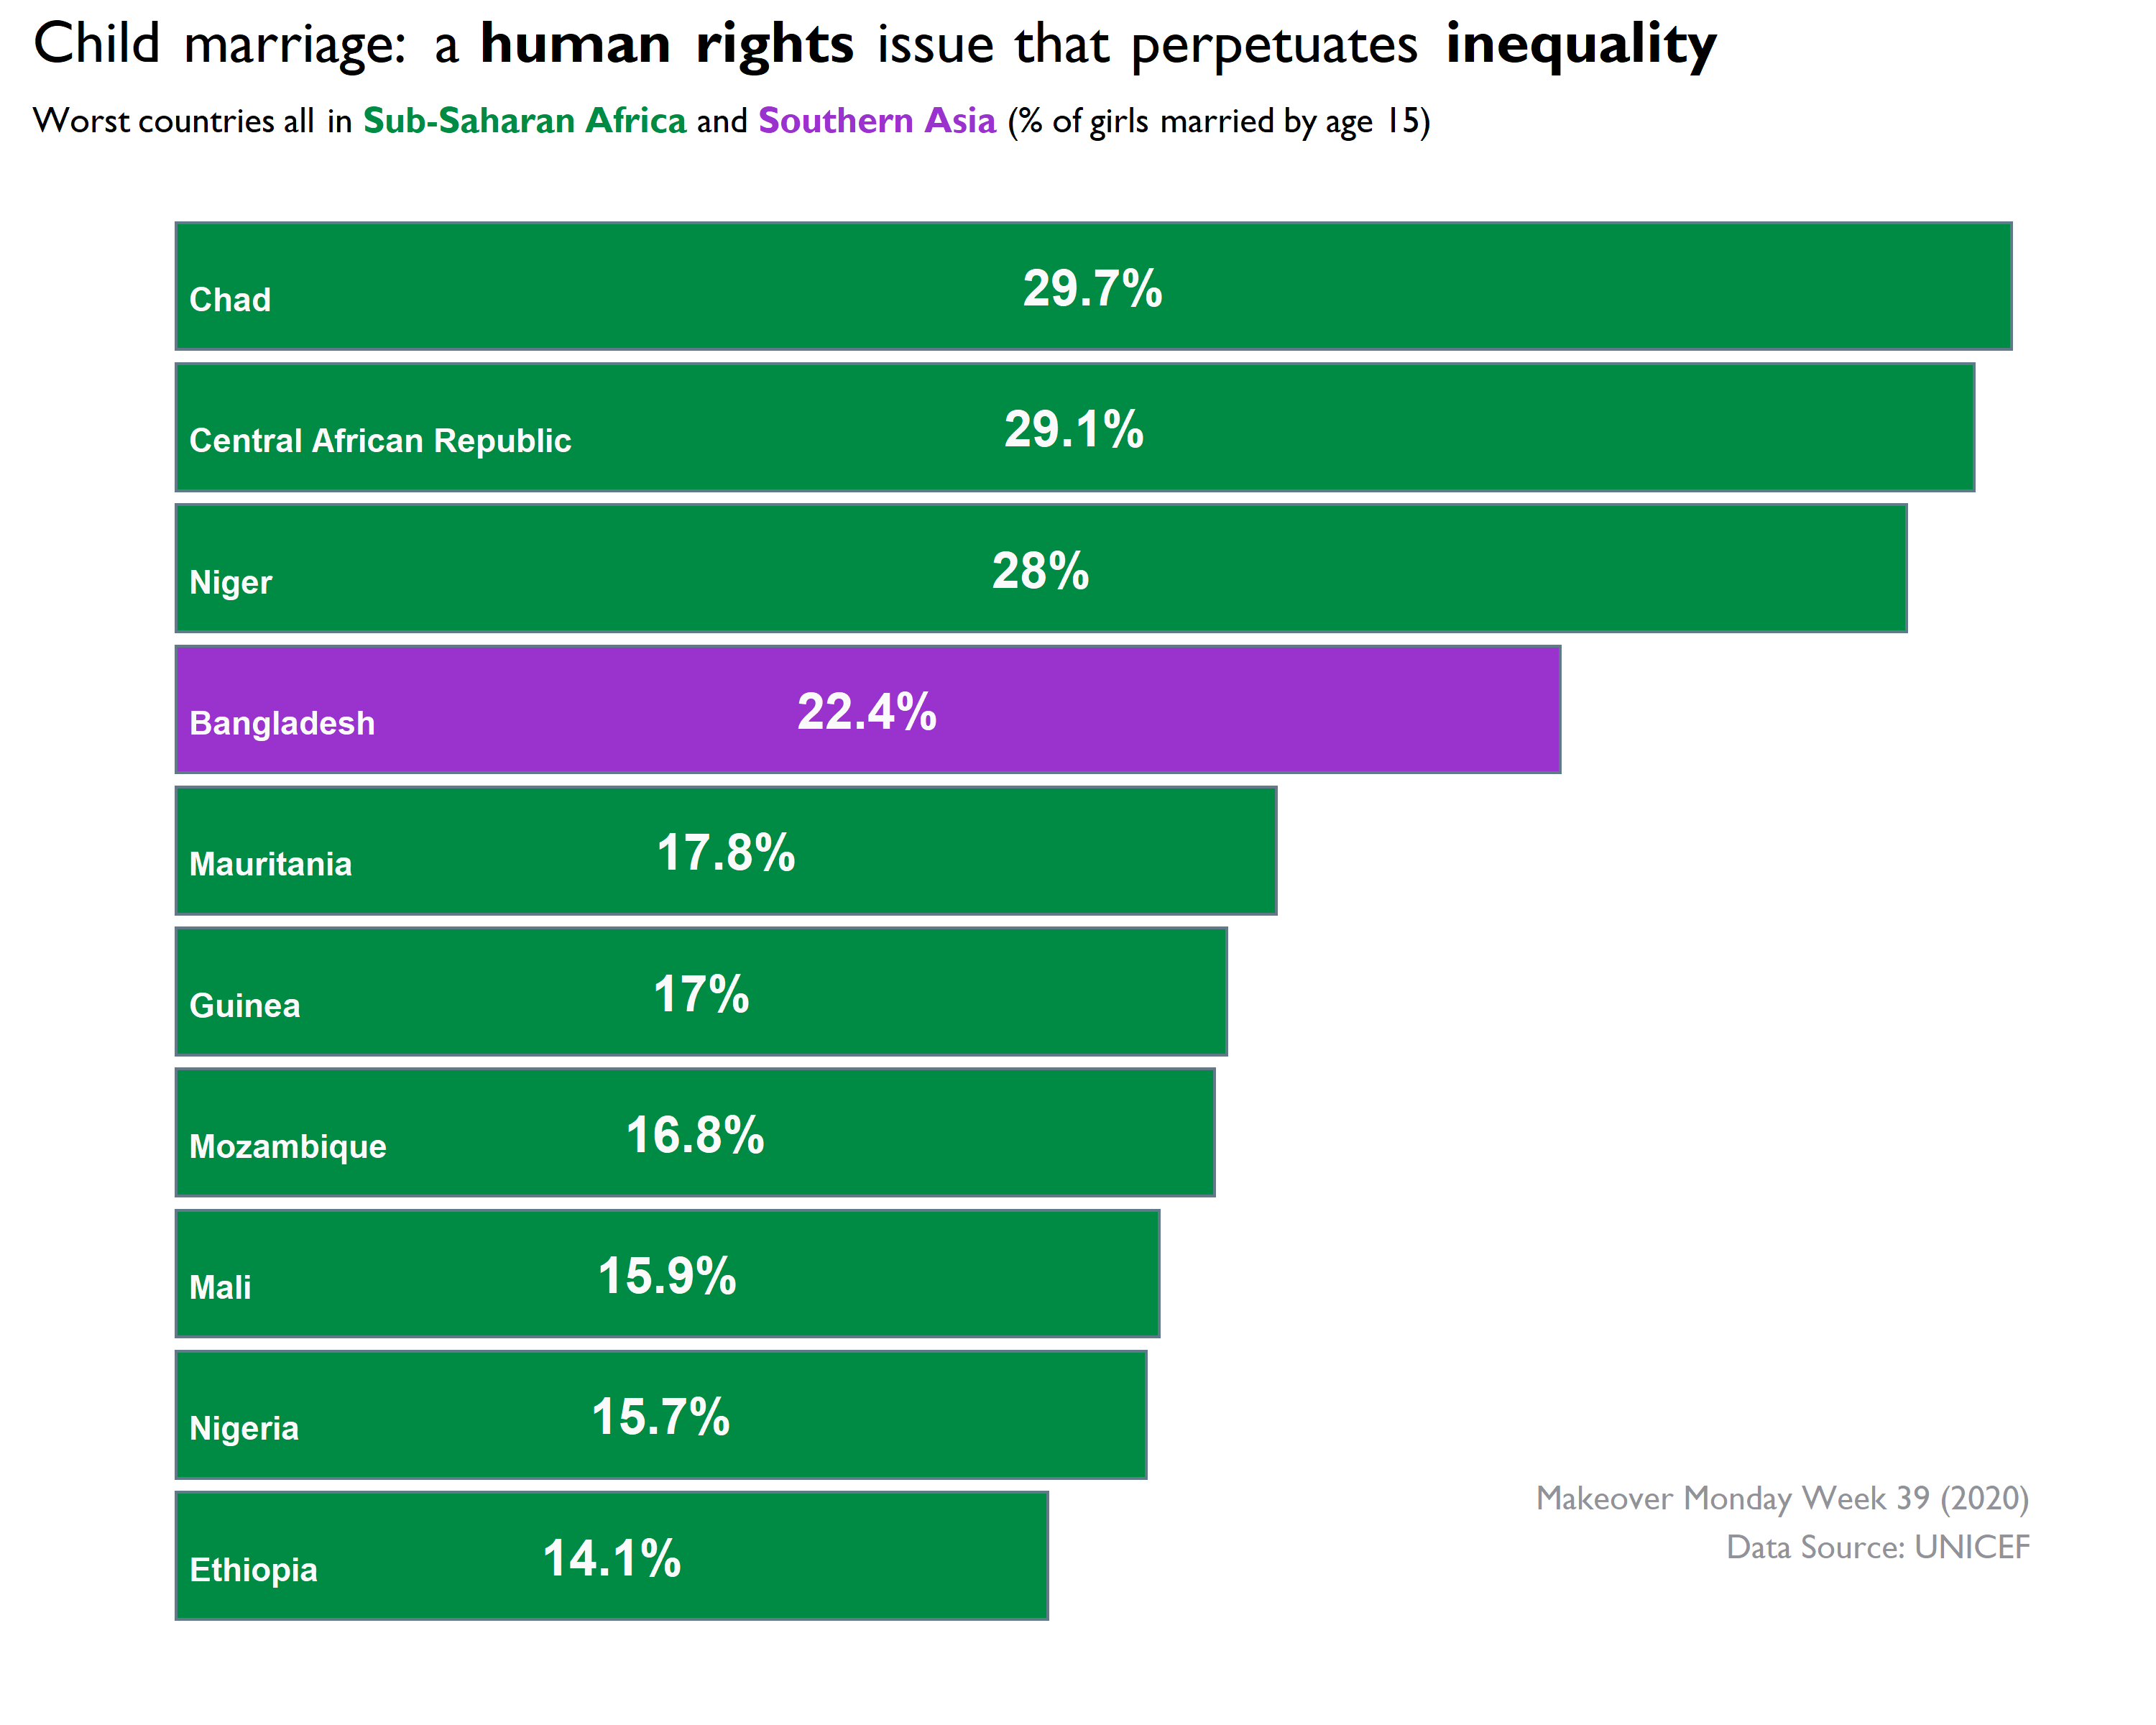 Child marriage: a human rights issue that perpetuates inequality
Worst countries all in Sub-Saharan Africa and Southern Asia (% of girls married by age 15)
Chad 29.7%
Central African Republic 29.1%
Niger 28%
Bangladesh 22.4%
Mauritania 17.8%
Guinea 17%
Mozambique 16.8%
Mali 15.9%
Nigeria 15.7%
Ethiopia 14.1%
Makeover Monday Week 39 (2020)
Data Source: UNICEF